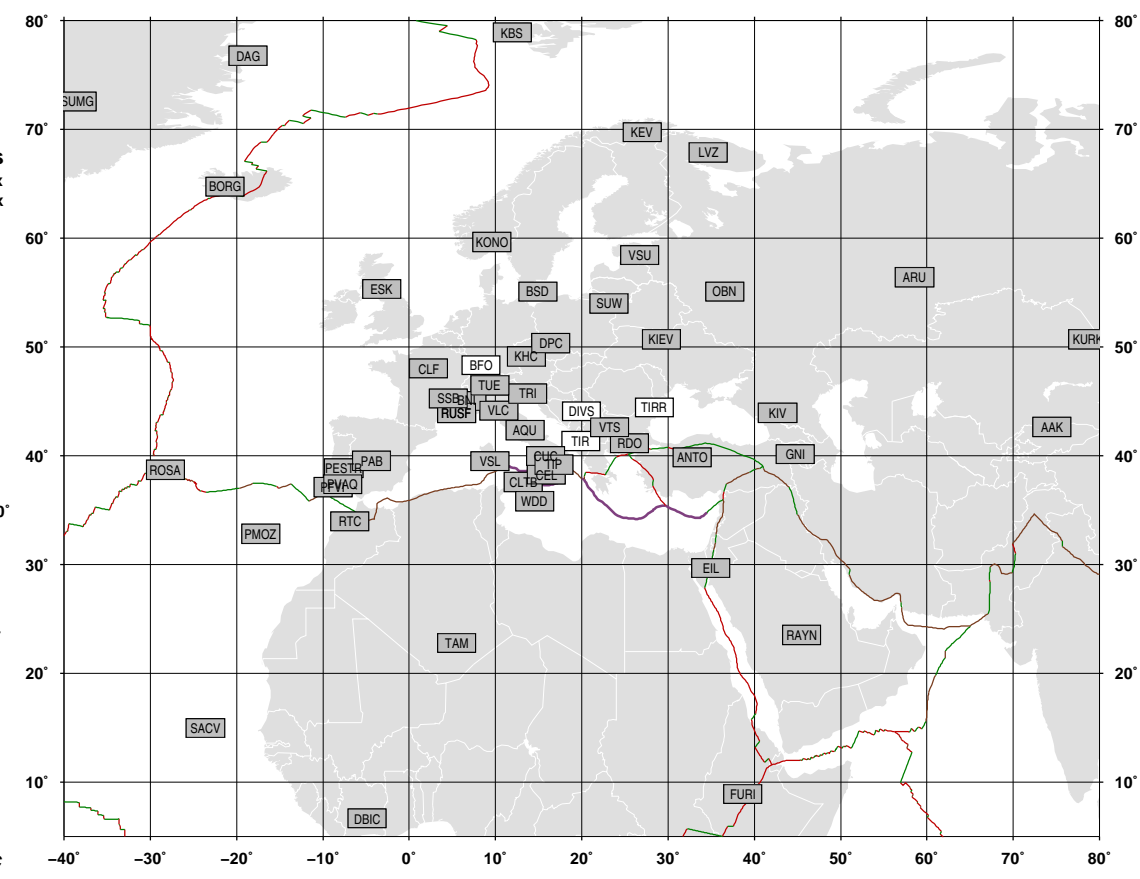 80° 80°
KBS
DAG
SUMG
70° 70°
KEV
LVZ
BORG
60° 60°
KONO
VSU
ARU
ESK
BSD
OBN
SUW
50° 50°
KIEV
KURK
DPC
KHC
BFO
CLF
TUE
TRI
SSB
RUSF
VLC
DIVS
TIRR
KIV
AQU
VTS
AAK
TIR
RDO
40° 40°
ROSA
PESTR
PAB
VSL
CUC
TIP
ANTO
GNI
PVAQ
CLTB
CEL
WDD
RTC
PMOZ
30° 30°
EIL
TAM
RAYN
20° 20°
SACV
10° 10°
FURI
DBIC
−40° −30° −20° −10° 0° 10° 20° 30° 40° 50° 60° 70° 80°